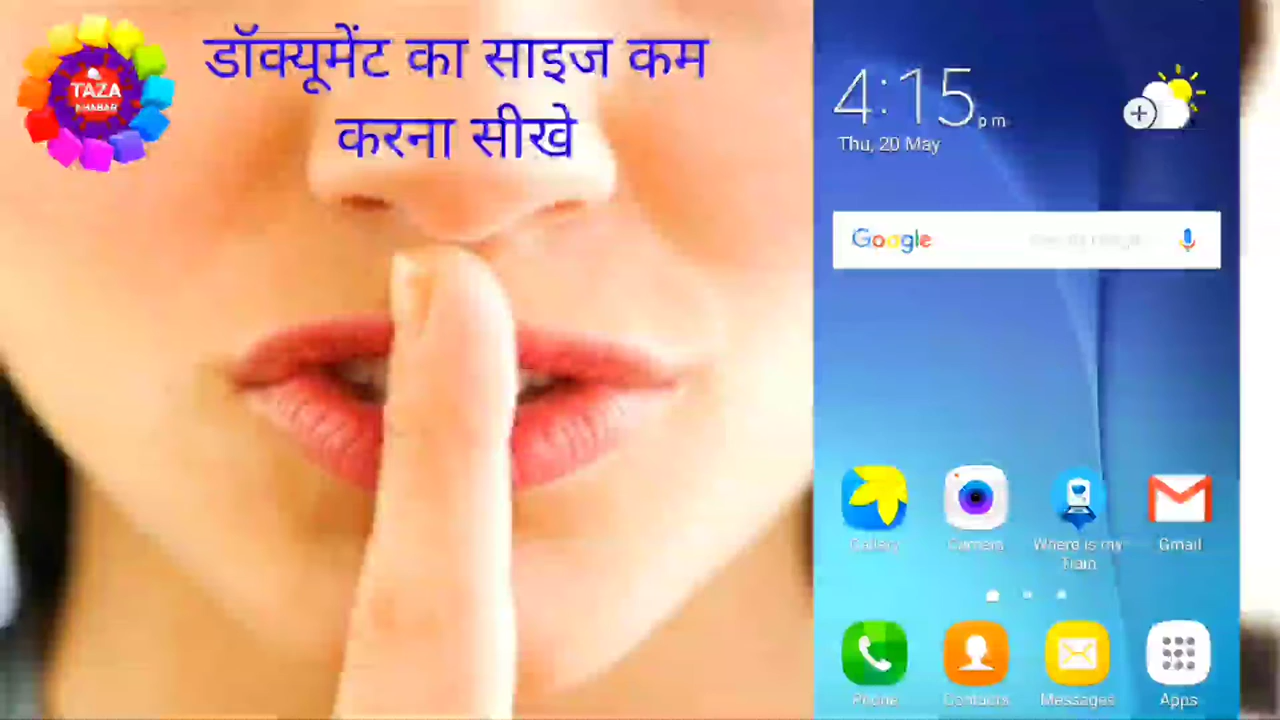 TAZA
KHABAR
डॉक्यूमेंट का साइज कम
करना सीखे
4:15 pm
Thu, 20 May
Google
Gallery
Camera
Where is my
Train
Gmail
Phone
Contacts
Messages
Apps